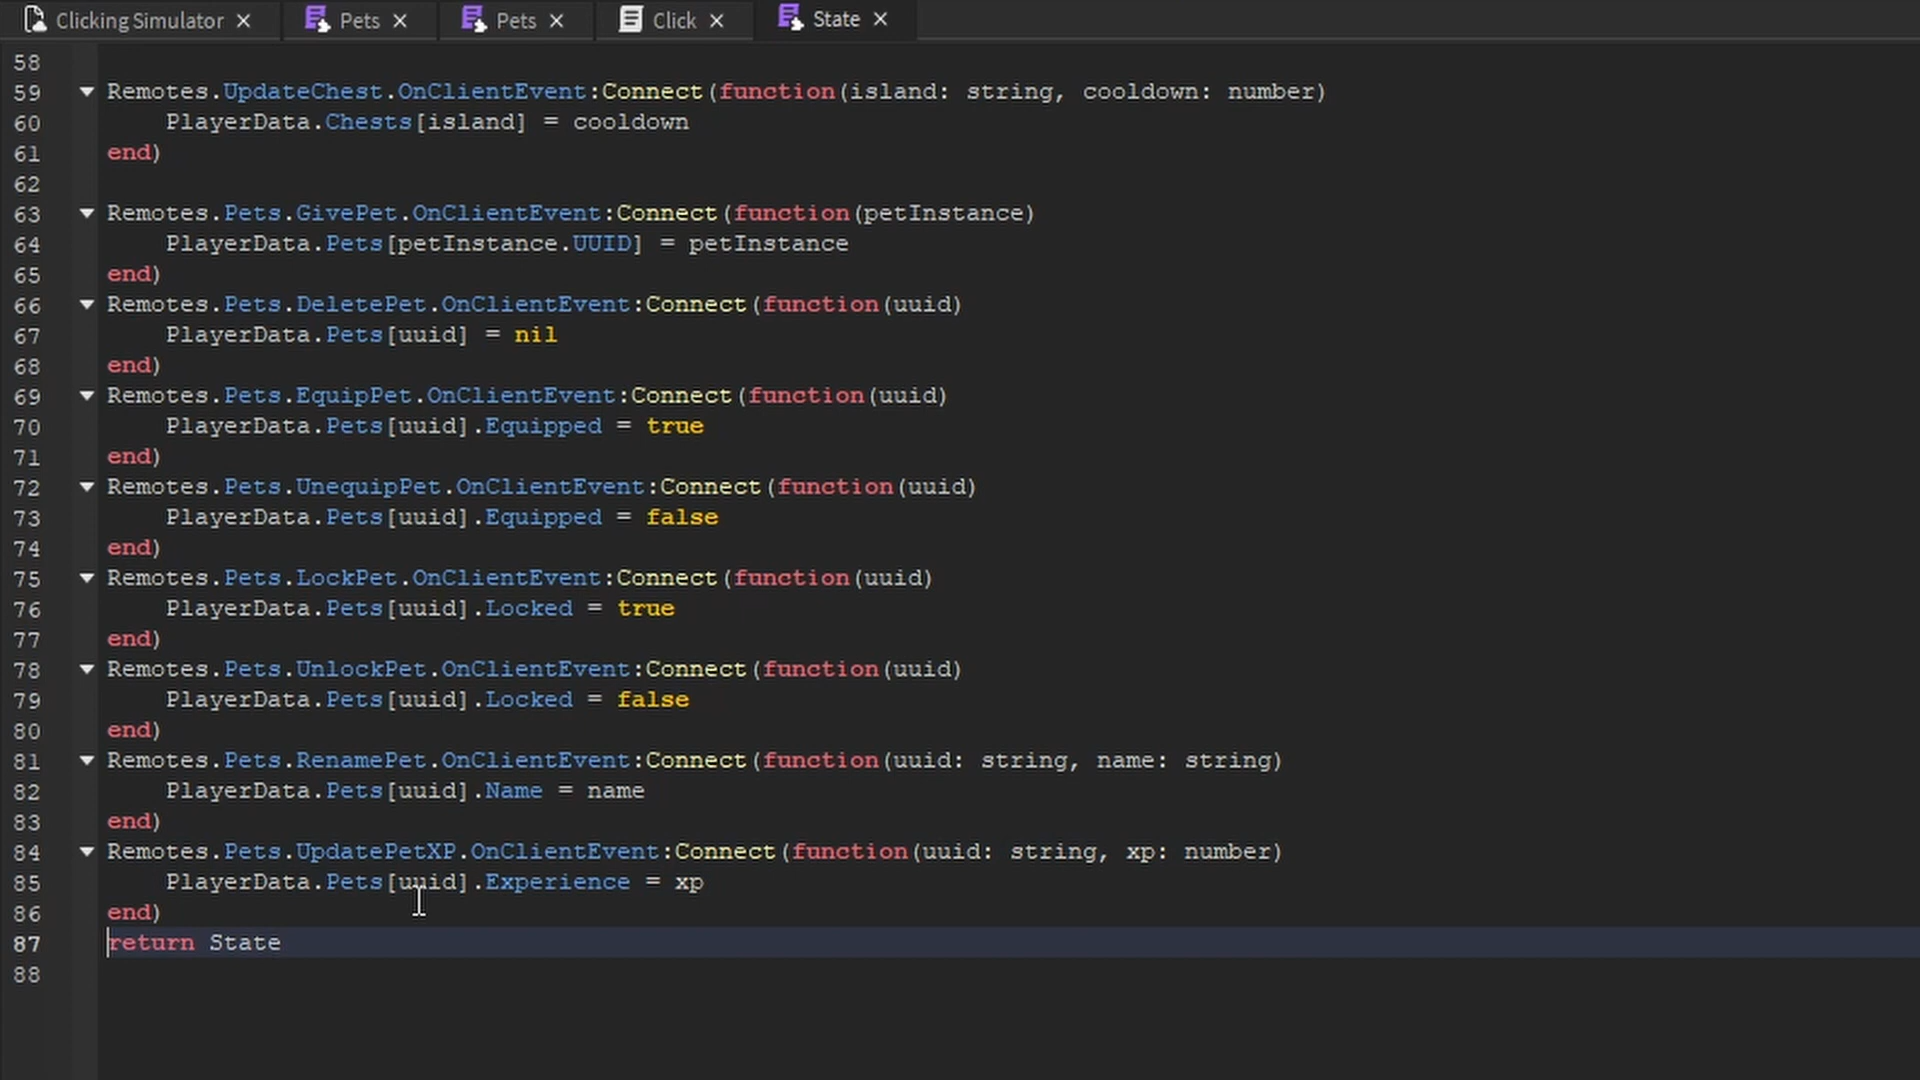 Clicking Simulator × Pets × Pets × Click × State ×
58
59 Remotes.UpdateChest.OnClientEvent:Connect(function(island: string, cooldown: number)
60 PlayerData.Chests[island] = cooldown
61 end)
62
63 Remotes.Pets.GivePet.OnClientEvent:Connect(function(petInstance)
64 PlayerData.Pets[petInstance.UUID] = petInstance
65 end)
66 Remotes.Pets.DeletePet.OnClientEvent:Connect(function(uuid)
67 PlayerData.Pets[uuid] = nil
68 end)
69 Remotes.Pets.EquipPet.OnClientEvent:Connect(function(uuid)
70 PlayerData.Pets[uuid].Equipped = true
71 end)
72 Remotes.Pets.UnequipPet.OnClientEvent:Connect(function(uuid)
73 PlayerData.Pets[uuid].Equipped = false
74 end)
75 Remotes.Pets.LockPet.OnClientEvent:Connect(function(uuid)
76 PlayerData.Pets[uuid].Locked = true
77 end)
78 Remotes.Pets.UnlockPet.OnClientEvent:Connect(function(uuid)
79 PlayerData.Pets[uuid].Locked = false
80 end)
81 Remotes.Pets.RenamePet.OnClientEvent:Connect(function(uuid: string, name: string)
82 PlayerData.Pets[uuid].Name = name
83 end)
84 Remotes.Pets.UpdatePetXP.OnClientEvent:Connect(function(uuid: string, xp: number)
85 PlayerData.Pets[uuid].Experience = xp
86 end)
87 return State
88